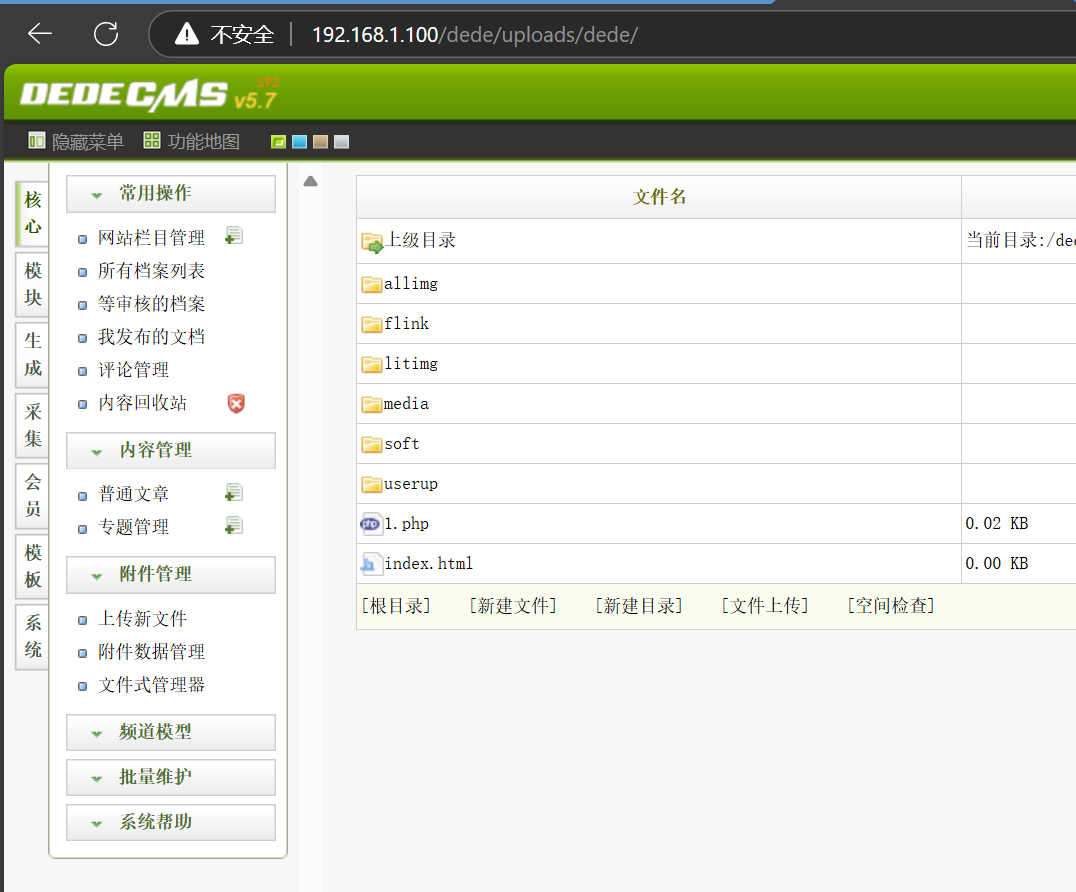 不安全 192.168.1.100/dede/uploads/dede/
DEDECMS v5.7 SP2
隐藏菜单 功能地图
核心
模块
生成
采集
会员
模板
系统
常用操作
网站栏目管理
所有档案列表
等审核的档案
我发布的文档
评论管理
内容回收站
内容管理
普通文章
专题管理
附件管理
上传新文件
附件数据管理
文件式管理器
频道模型
批量维护
系统帮助
文件名
上级目录 当前目录:/ded
allimg
flink
litimg
media
soft
userup
1.php 0.02 KB
index.html 0.00 KB
[根目录] [新建文件] [新建目录] [文件上传] [空间检查]